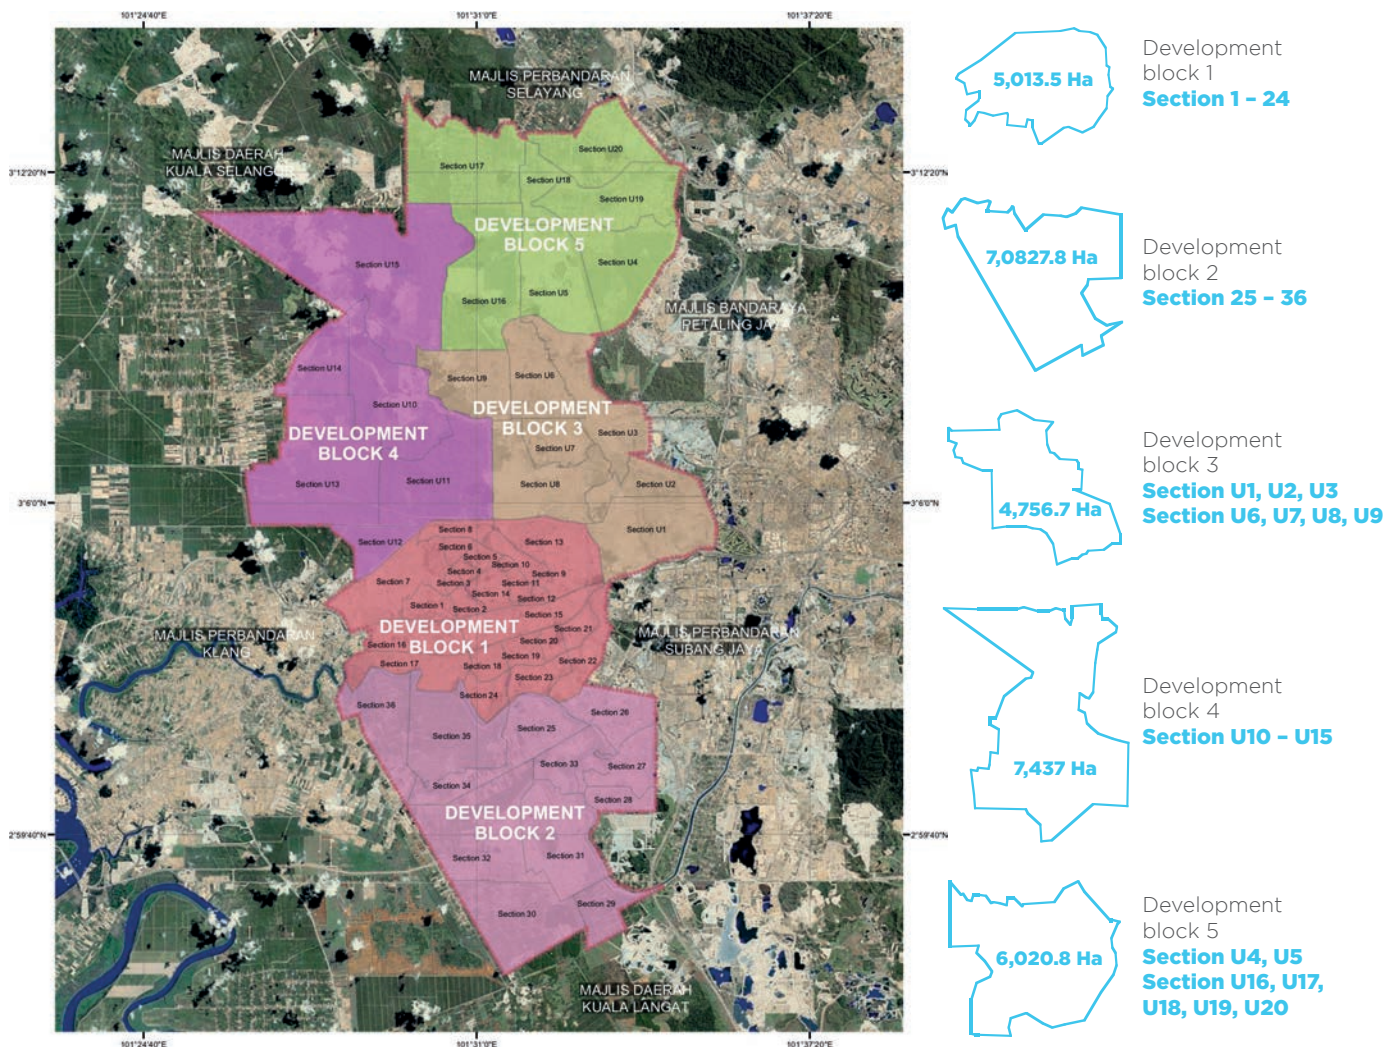 101°24'40"E
101°31'0"E
101°37'20"E
MAJLIS PERBANDARAN
SELAYANG
MAJLIS DAERAH
KUALA SELANGOR
3°12'20"N
3°12'20"N
Section U20
Section U17
Section U18
Section U19
DEVELOPMENT
BLOCK 5
Section U4
Section U15
Section U5
Section U16
MAJLIS BANDARAYA
PETALING JAYA
Section U14
Section U9
Section U6
Section U10
DEVELOPMENT
BLOCK 3
DEVELOPMENT
BLOCK 4
Section U3
Section U7
Section U13
Section U11
Section U8
Section U2
3°6'0"N
3°6'0"N
Section U1
Section U12
Section 8
Section 13
Section 6
Section 5
Section 10
Section 4
Section 9
Section 7
Section 3
Section 11
Section 14
Section 12
Section 1
Section 2
Section 15
DEVELOPMENT
BLOCK 1
Section 21
Section 20
Section 16
Section 19
Section 17
Section 18
Section 22
Section 23
Section 24
MAJLIS PERBANDARAN
KLANG
MAJLIS PERBANDARAN
SUBANG JAYA
Section 36
Section 26
Section 25
Section 35
Section 33
Section 27
Section 34
Section 28
DEVELOPMENT
BLOCK 2
2°59'40"N
2°59'40"N
Section 32
Section 31
Section 29
Section 30
MAJLIS DAERAH
KUALA LANGAT
101°24'40"E
101°31'0"E
101°37'20"E
5,013.5 Ha
Development
block 1
Section 1 – 24
7,0827.8 Ha
Development
block 2
Section 25 – 36
4,756.7 Ha
Development
block 3
Section U1, U2, U3
Section U6, U7, U8, U9
7,437 Ha
Development
block 4
Section U10 – U15
6,020.8 Ha
Development
block 5
Section U4, U5
Section U16, U17,
U18, U19, U20